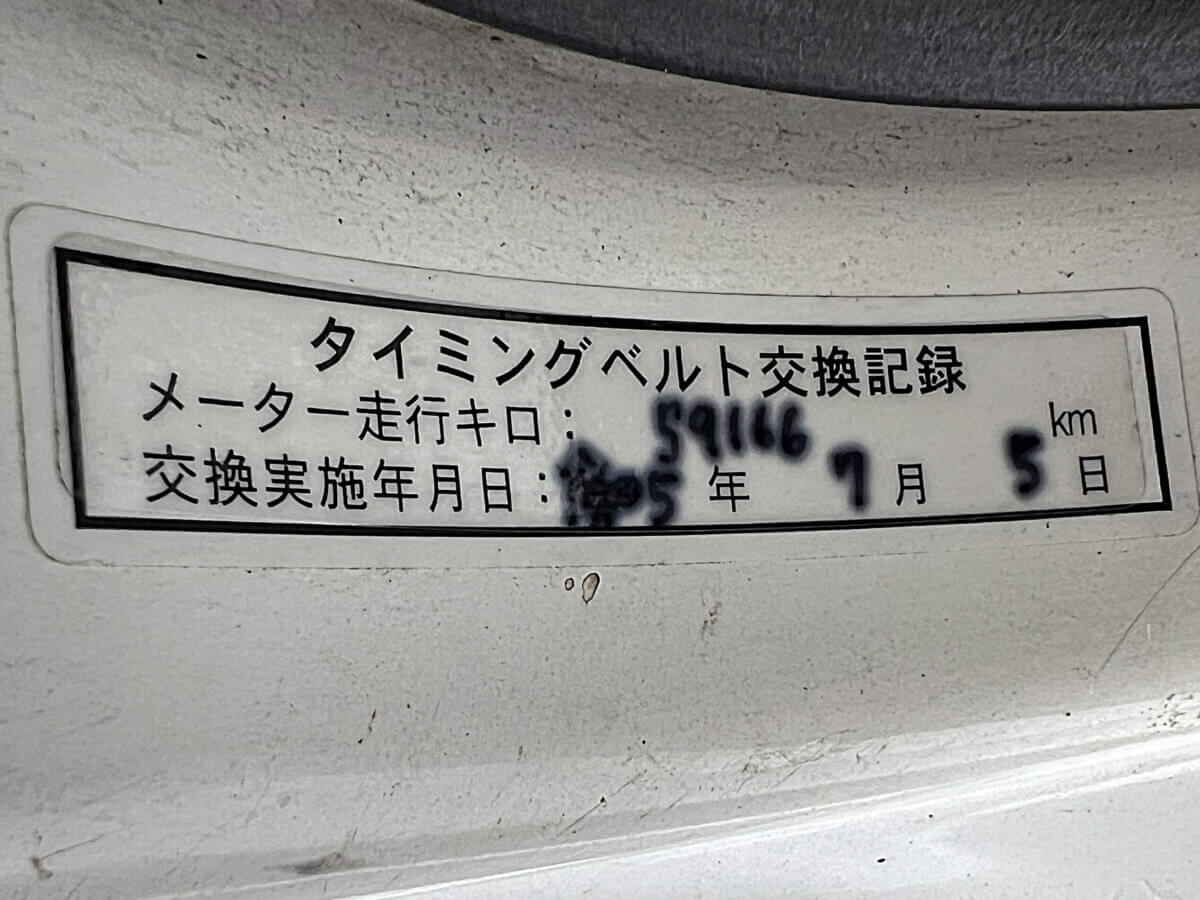 タイミングベルト交換記録
メーター走行キロ： 59166 km
交換実施年月日： 5 年 7 月 5 日